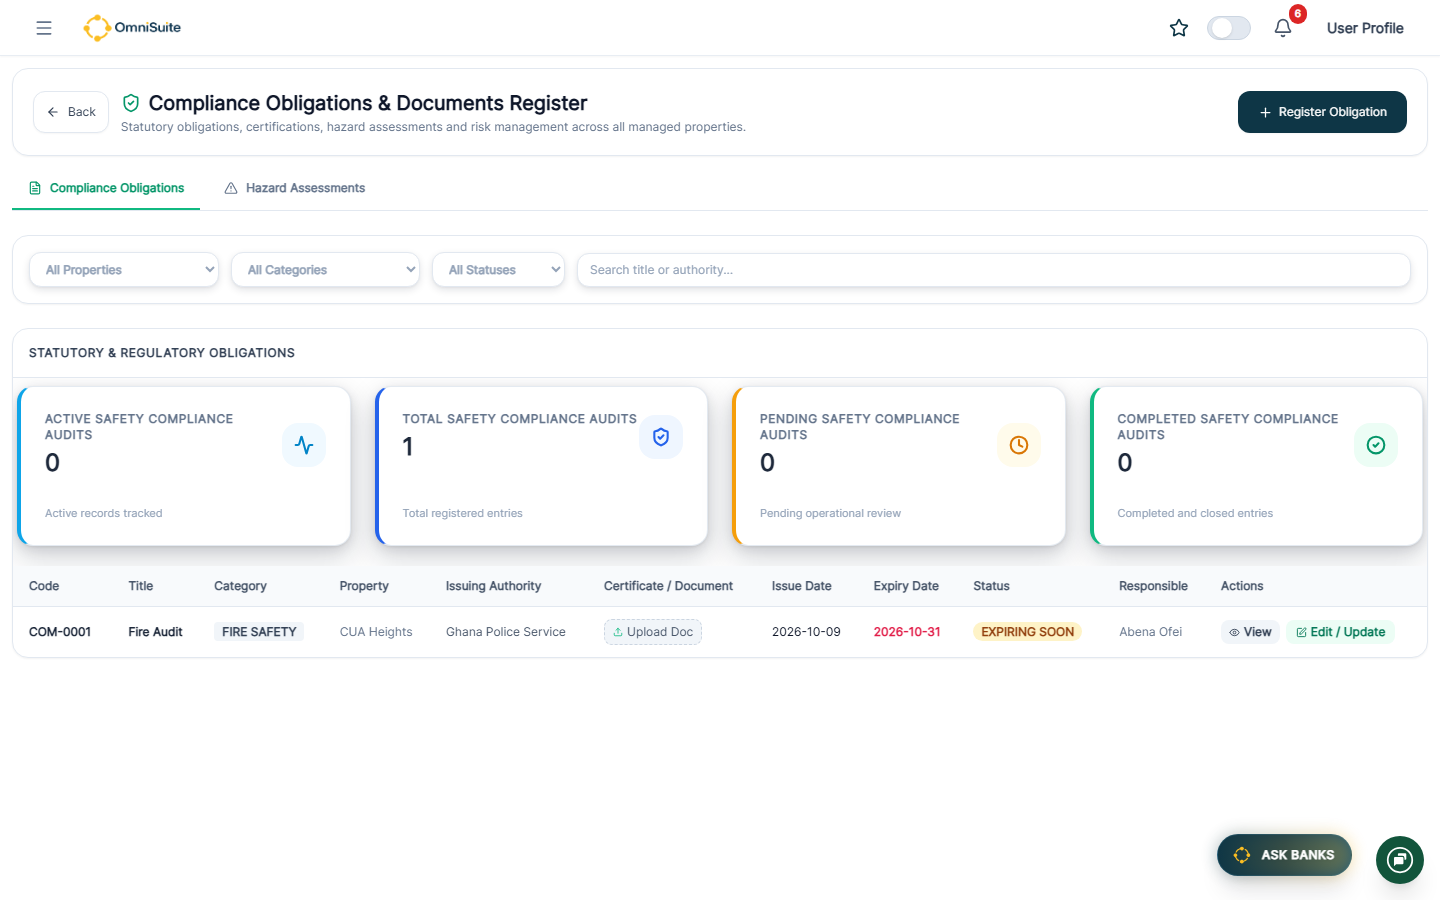 OmniSuite
6
User Profile
Back
Compliance Obligations & Documents Register
Statutory obligations, certifications, hazard assessments and risk management across all managed properties.
Register Obligation
Compliance Obligations
Hazard Assessments
All Properties
All Categories
All Statuses
Search title or authority...
STATUTORY & REGULATORY OBLIGATIONS
ACTIVE SAFETY COMPLIANCE
AUDITS
0
Active records tracked
TOTAL SAFETY COMPLIANCE AUDITS
1
Total registered entries
PENDING SAFETY COMPLIANCE
AUDITS
0
Pending operational review
COMPLETED SAFETY COMPLIANCE
AUDITS
0
Completed and closed entries
Code Title Category Property Issuing Authority Certificate / Document Issue Date Expiry Date Status Responsible Actions
COM-0001 Fire Audit FIRE SAFETY CUA Heights Ghana Police Service Upload Doc 2026-10-09 2026-10-31 EXPIRING SOON Abena Ofei View Edit / Update
ASK BANKS